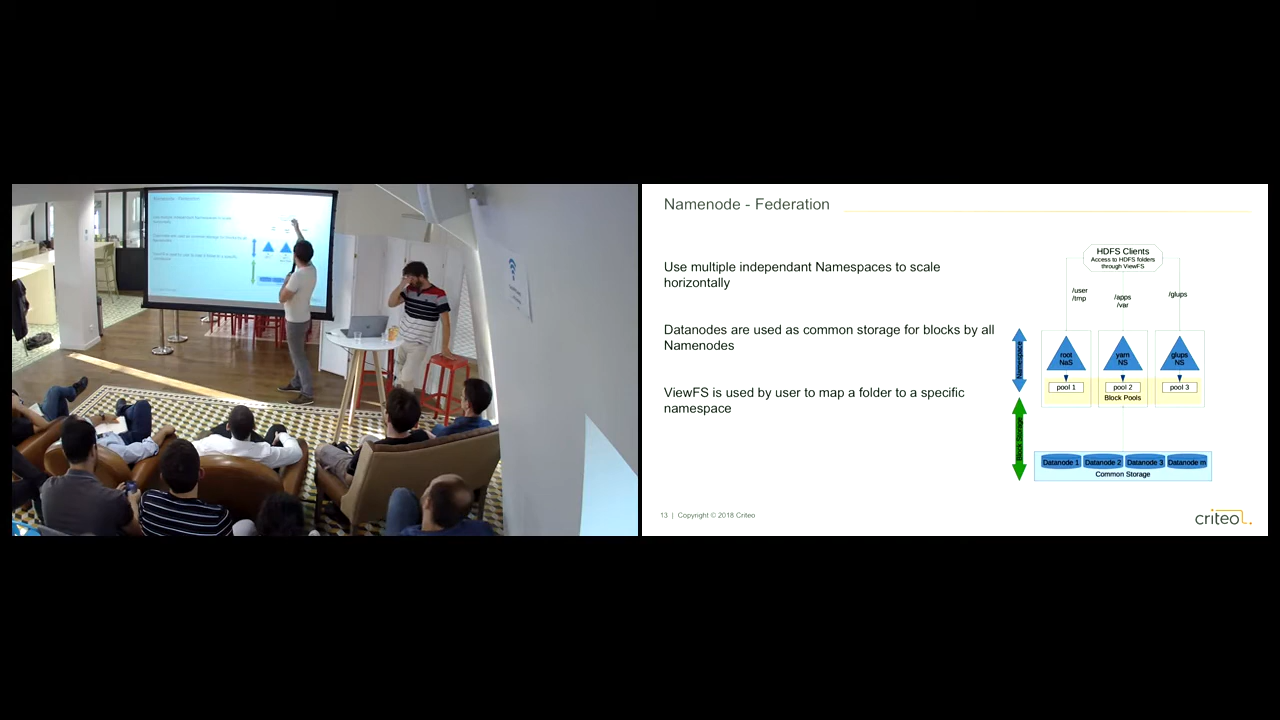 Namenode - Federation
Use multiple independant Namespaces to scale
horizontally
Datanodes are used as common storage for blocks by all
Namenodes
ViewFS is used by user to map a folder to a specific
namespace
HDFS Clients
Access to HDFS folders
through ViewFS
/user
/tmp
/apps
/var
/glups
Namespace
root
NaS
yarn
NS
glups
NS
pool 1
pool 2
pool 3
Block Pools
Block Storage
Datanode 1
Datanode 2
Datanode 3
Datanode m
Common Storage
13 | Copyright © 2018 Criteo
criteo